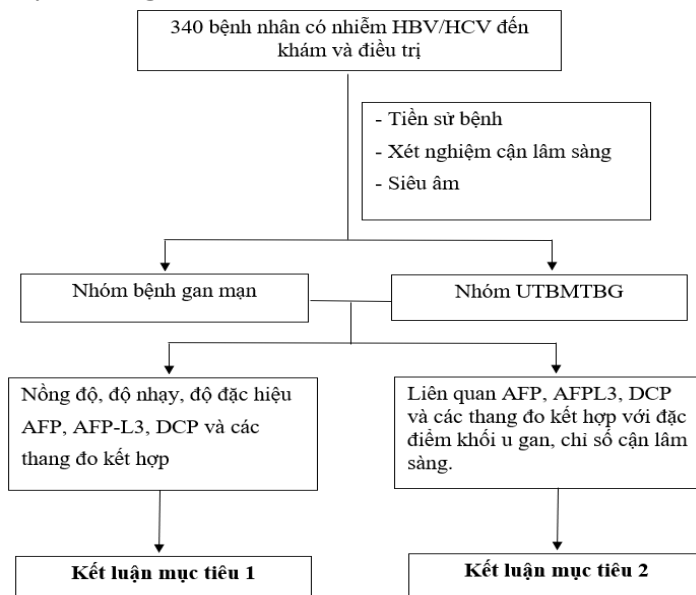 340 bệnh nhân có nhiễm HBV/HCV đến
khám và điều trị
- Tiền sử bệnh
- Xét nghiệm cận lâm sàng
- Siêu âm
Nhóm bệnh gan mạn
Nhóm UTBMTBG
Nồng độ, độ nhạy, độ đặc hiệu
AFP, AFP-L3, DCP và các
thang đo kết hợp
Liên quan AFP, AFPL3, DCP
và các thang đo kết hợp với đặc
điểm khối u gan, chỉ số cận lâm
sàng.
Kết luận mục tiêu 1
Kết luận mục tiêu 2